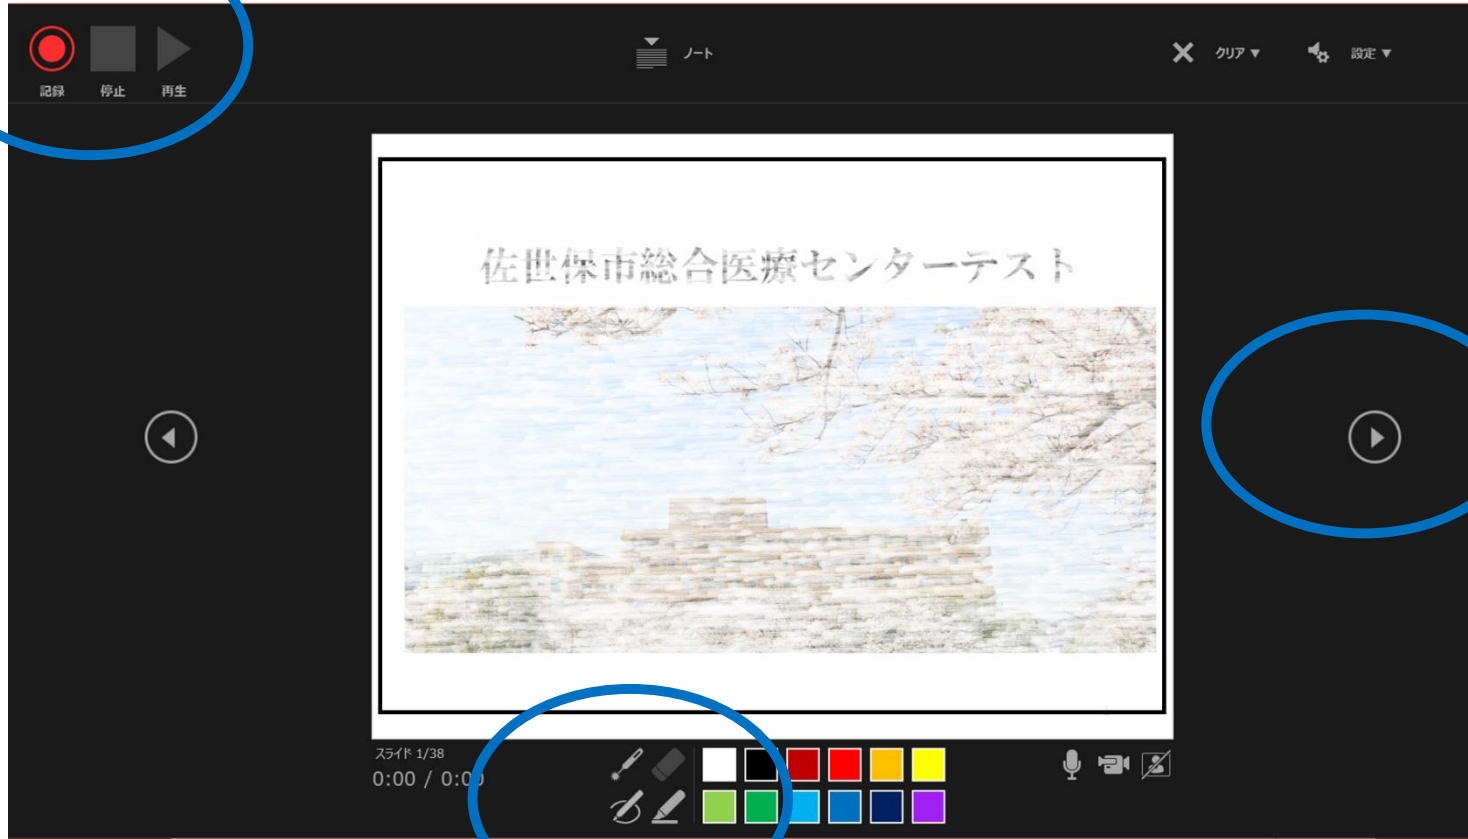 記録 停止 再生
ノート
クリア▼ 設定▼
佐世保市総合医療センターテスト
スライド 1/38
0:00 / 0:00